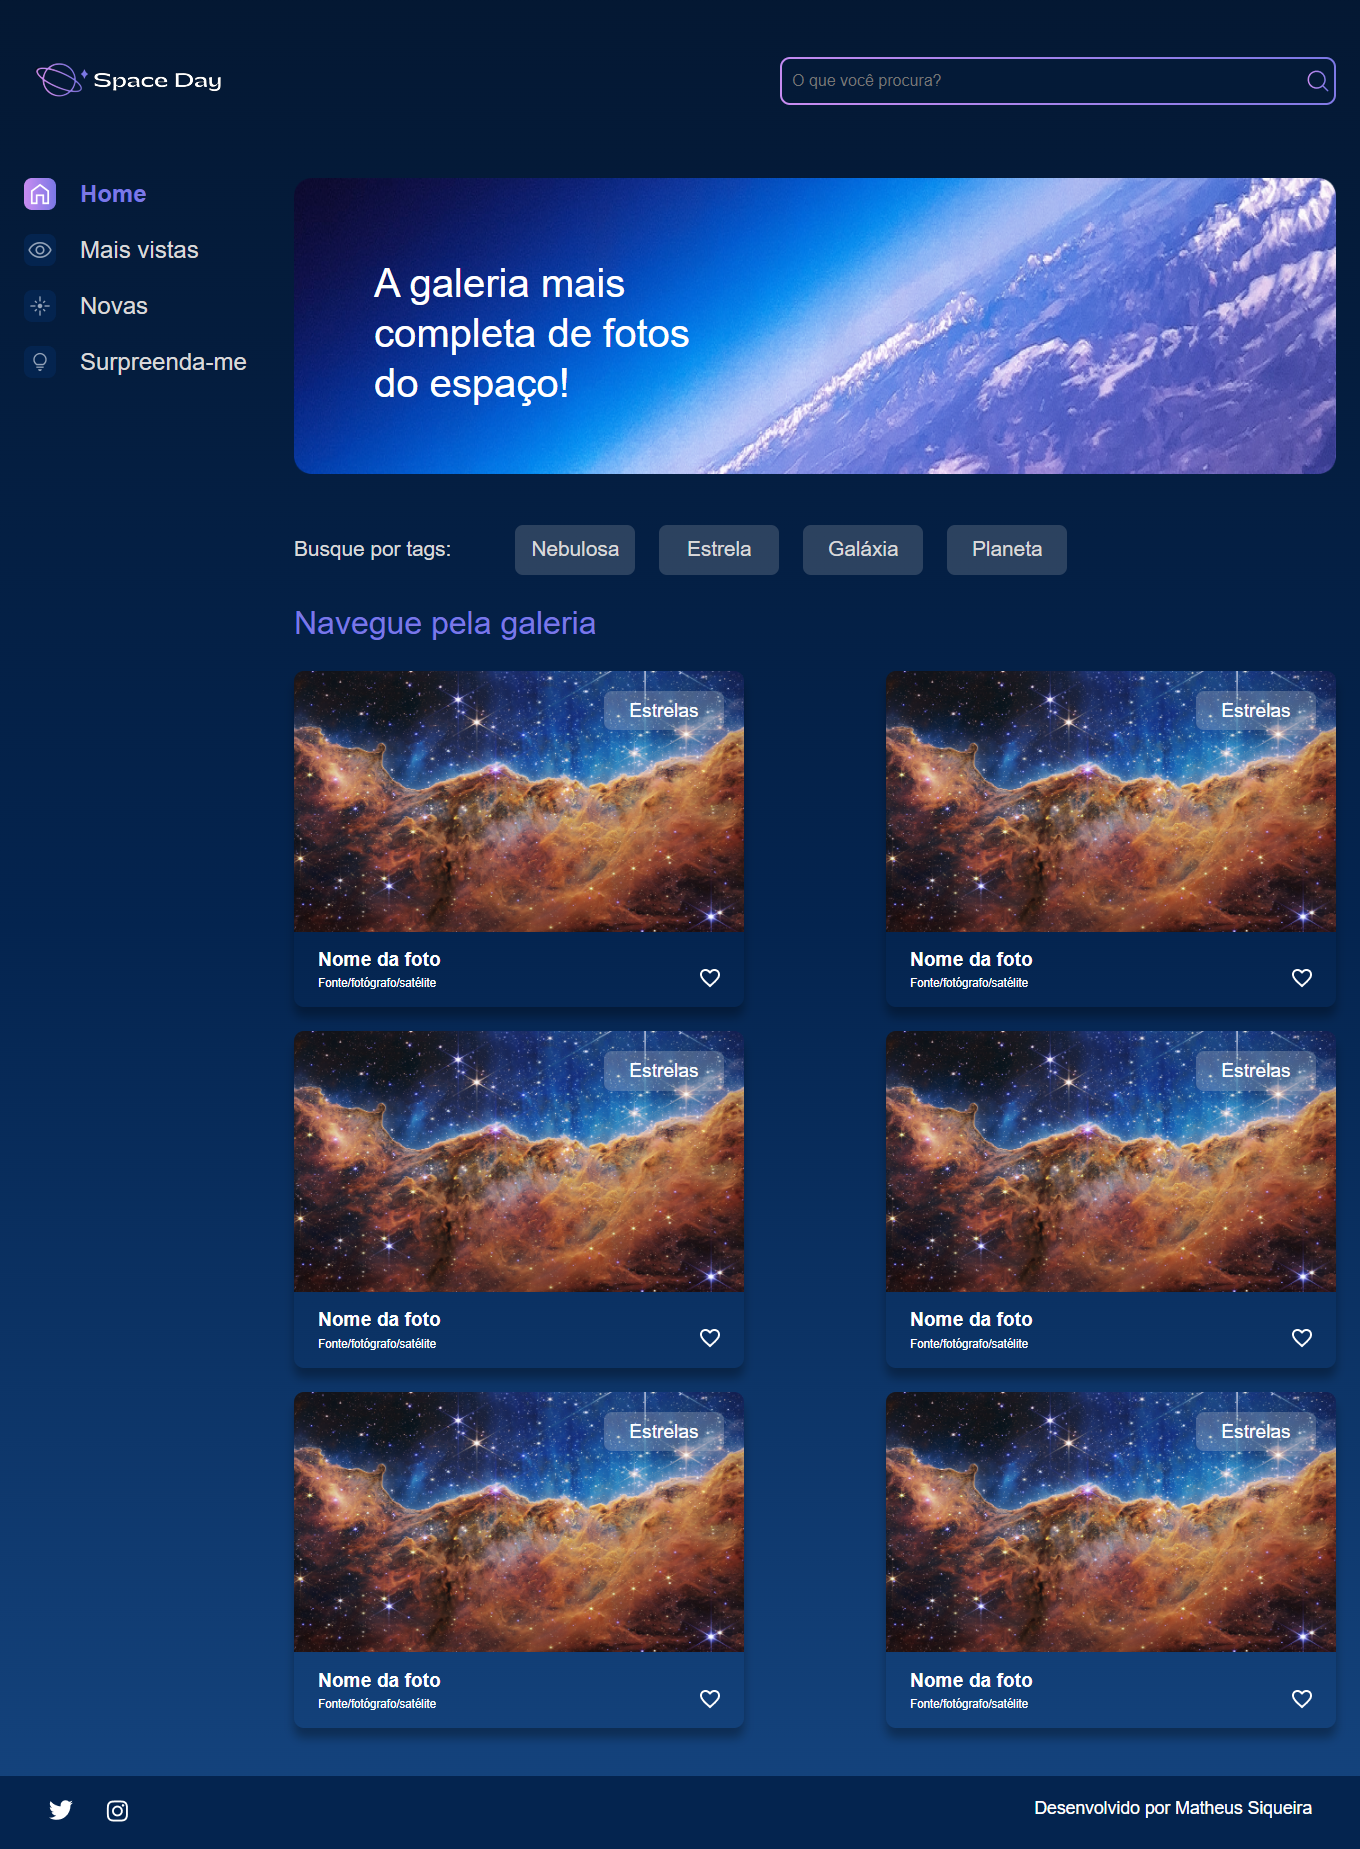 Space Day
O que você procura?
Home
Mais vistas
Novas
Surpreenda-me
A galeria mais
completa de fotos
do espaço!
Busque por tags:
Nebulosa
Estrela
Galáxia
Planeta
Navegue pela galeria
Estrelas
Estrelas
Nome da foto
Fonte/fotógrafo/satélite
Nome da foto
Fonte/fotógrafo/satélite
Estrelas
Estrelas
Nome da foto
Fonte/fotógrafo/satélite
Nome da foto
Fonte/fotógrafo/satélite
Estrelas
Estrelas
Nome da foto
Fonte/fotógrafo/satélite
Nome da foto
Fonte/fotógrafo/satélite
Desenvolvido por Matheus Siqueira